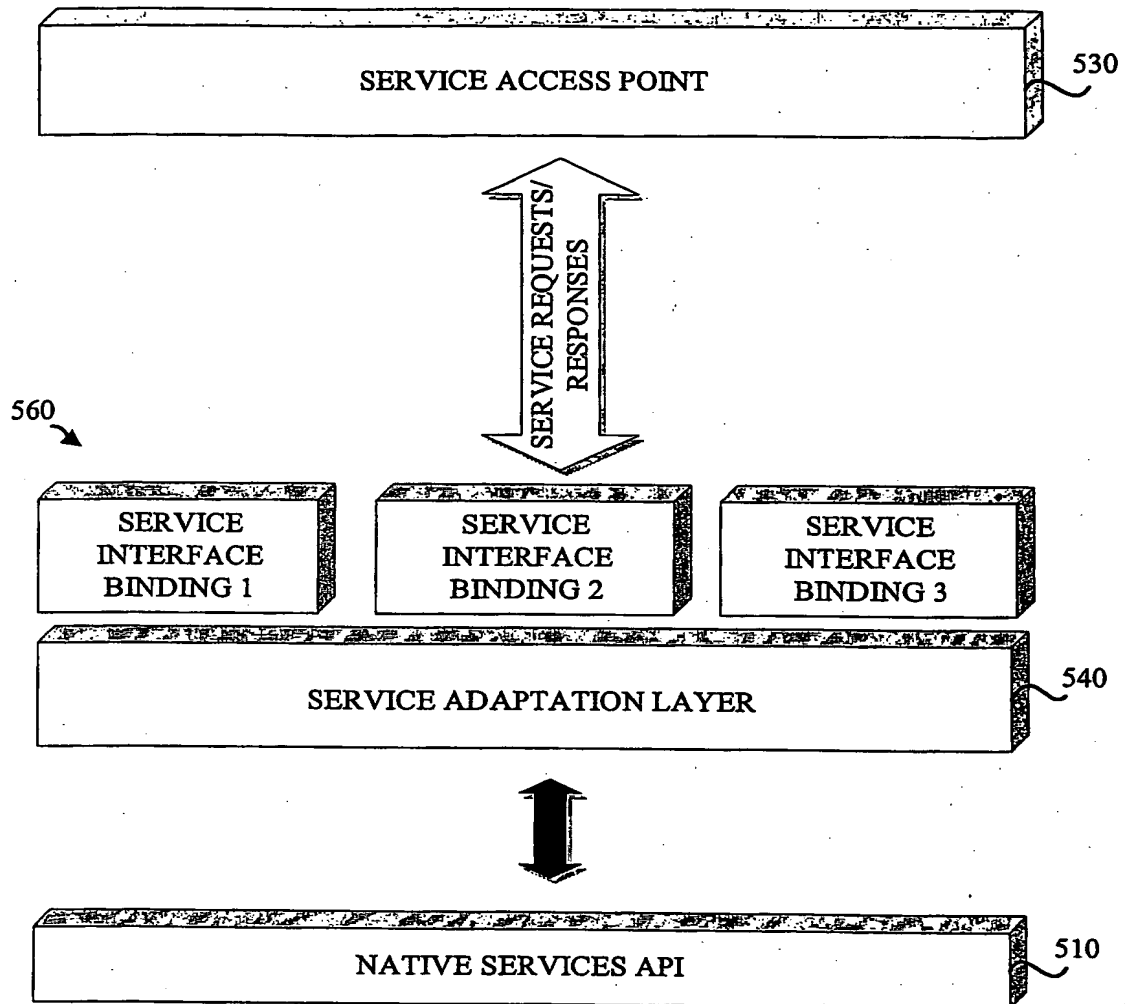 SERVICE ACCESS POINT
530
SERVICE REQUESTS/
RESPONSES
560
SERVICE
INTERFACE
BINDING 1
SERVICE
INTERFACE
BINDING 2
SERVICE
INTERFACE
BINDING 3
SERVICE ADAPTATION LAYER
540
NATIVE SERVICES API
510